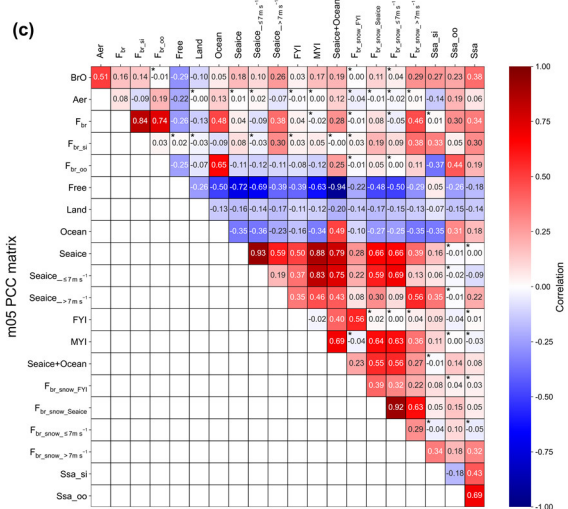 (c)
Aer F_br F_br_si F_br_oo Free Land Ocean Seaice Seaice_≤7 m s⁻¹ Seaice_>7 m s⁻¹ FYI MYI Seaice+Ocean F_br_snow_FYI F_br_snow_Seaice F_br_snow_≤7 m s⁻¹ F_br_snow_>7 m s⁻¹ Ssa_si Ssa_oo Ssa
m05 PCC matrix
BrO 0.51 0.16 0.14 *-0.01 -0.29 -0.10 0.05 0.18 0.10 0.26 0.03 0.17 0.19 *0.00 0.11 *0.04 0.29 0.27 0.23 0.38
Aer 0.08 -0.09 0.19 -0.22 *-0.00 0.13 *0.01 *0.02 -0.07 *-0.01 *0.00 0.12 *-0.04 *-0.01 *-0.02 *0.01 -0.14 0.19 0.06
F_br 0.84 0.74 -0.26 -0.13 0.48 0.04 -0.09 0.38 0.04 *-0.02 0.28 *-0.01 0.14 *-0.00 0.46 *-0.01 0.30 0.34
F_br_si *0.03 *0.02 *-0.03 -0.09 0.08 *-0.03 0.30 *0.03 0.05 *-0.00 *-0.00 0.19 0.09 0.38 0.33 0.05 0.30
F_br_oo -0.25 -0.07 0.65 -0.11 -0.12 -0.11 -0.08 -0.12 0.25 *-0.01 0.05 *-0.00 0.11 -0.37 0.44 0.19
Free -0.26 -0.50 -0.72 -0.69 -0.39 -0.39 -0.63 -0.94 -0.22 -0.48 -0.50 -0.29 0.05 -0.26 -0.18
Land -0.13 -0.16 -0.14 -0.17 -0.11 -0.12 -0.20 -0.14 -0.17 -0.15 -0.13 -0.07 -0.15 -0.14
Ocean -0.35 -0.36 -0.23 -0.16 -0.34 0.49 -0.10 -0.27 -0.25 -0.35 -0.35 0.31 0.18
Seaice 0.93 0.59 0.50 0.88 0.79 0.28 0.66 0.66 0.39 0.16 *-0.01 *0.00
Seaice_≤7 m s⁻¹ 0.19 0.37 0.83 0.75 0.22 0.59 0.69 0.13 0.06 *-0.02 -0.09
Seaice_>7 m s⁻¹ 0.35 0.46 0.43 0.08 0.30 0.09 0.56 0.35 *-0.01 0.22
FYI -0.02 0.40 0.56 *0.02 *0.00 *0.04 0.09 *-0.04 *0.01
MYI 0.69 *-0.04 0.64 0.63 0.36 0.11 *0.00 *-0.03
Seaice+Ocean 0.23 0.55 0.56 0.27 *-0.01 0.14 0.08
F_br_snow_FYI 0.39 0.32 0.22 0.08 *0.04 *0.03
F_br_snow_Seaice 0.92 0.63 0.05 0.15 0.05
F_br_snow_≤7 m s⁻¹ 0.29 *-0.04 0.10 *-0.05
F_br_snow_>7 m s⁻¹ 0.34 0.18 0.32
Ssa_si -0.18 0.43
Ssa_oo 0.69
1.00
0.75
0.50
0.25
0.00
-0.25
-0.50
-0.75
-1.00
Correlation